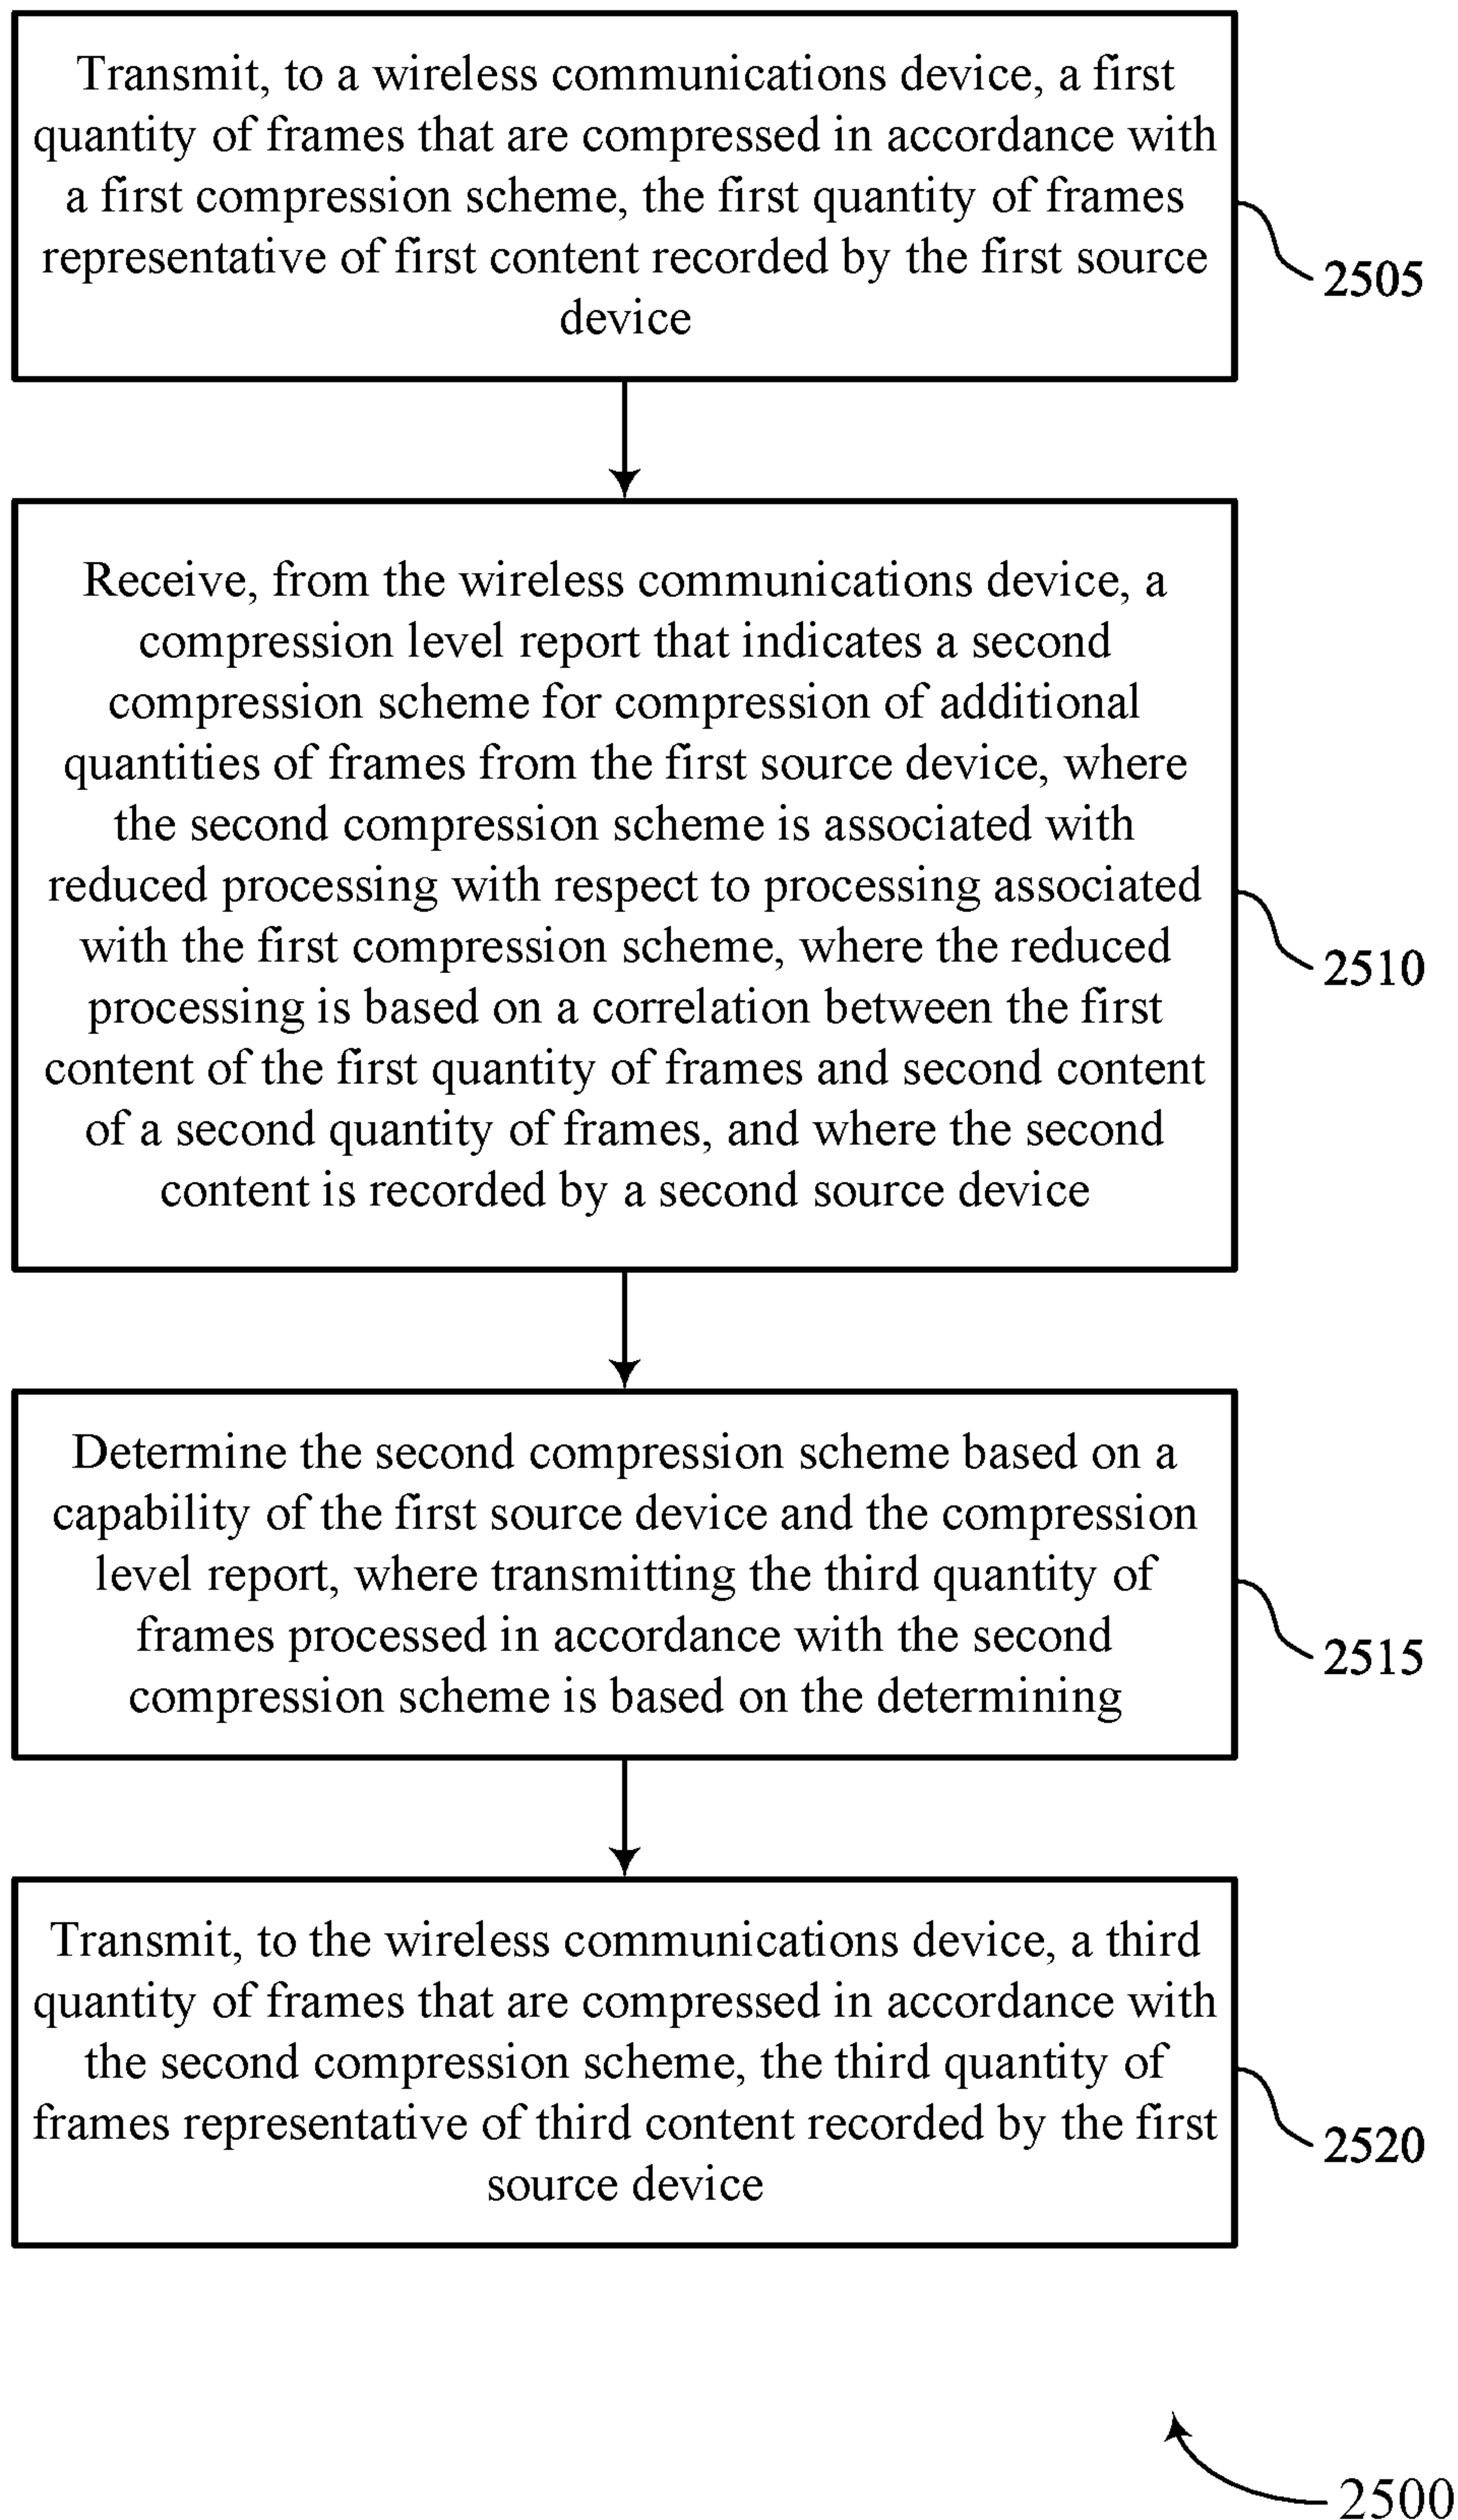 Transmit, to a wireless communications device, a first
quantity of frames that are compressed in accordance with
a first compression scheme, the first quantity of frames
representative of first content recorded by the first source
device
2505
Receive, from the wireless communications device, a
compression level report that indicates a second
compression scheme for compression of additional
quantities of frames from the first source device, where
the second compression scheme is associated with
reduced processing with respect to processing associated
with the first compression scheme, where the reduced
processing is based on a correlation between the first
content of the first quantity of frames and second content
of a second quantity of frames, and where the second
content is recorded by a second source device
2510
Determine the second compression scheme based on a
capability of the first source device and the compression
level report, where transmitting the third quantity of
frames processed in accordance with the second
compression scheme is based on the determining
2515
Transmit, to the wireless communications device, a third
quantity of frames that are compressed in accordance with
the second compression scheme, the third quantity of
frames representative of third content recorded by the first
source device
2520
2500